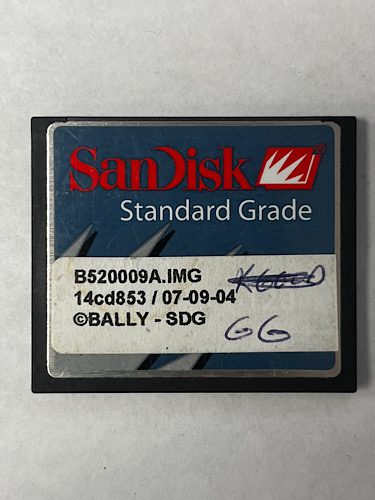 SanDisk
Standard Grade
B520009A.IMG
14cd853 / 07-09-04
©BALLY - SDG
GG